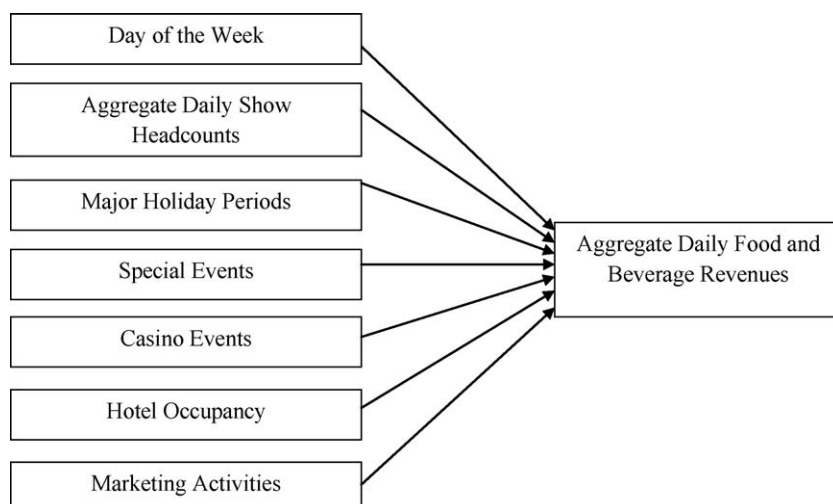 Day of the Week
Aggregate Daily Show
Headcounts
Major Holiday Periods
Special Events
Casino Events
Hotel Occupancy
Marketing Activities
Aggregate Daily Food and
Beverage Revenues